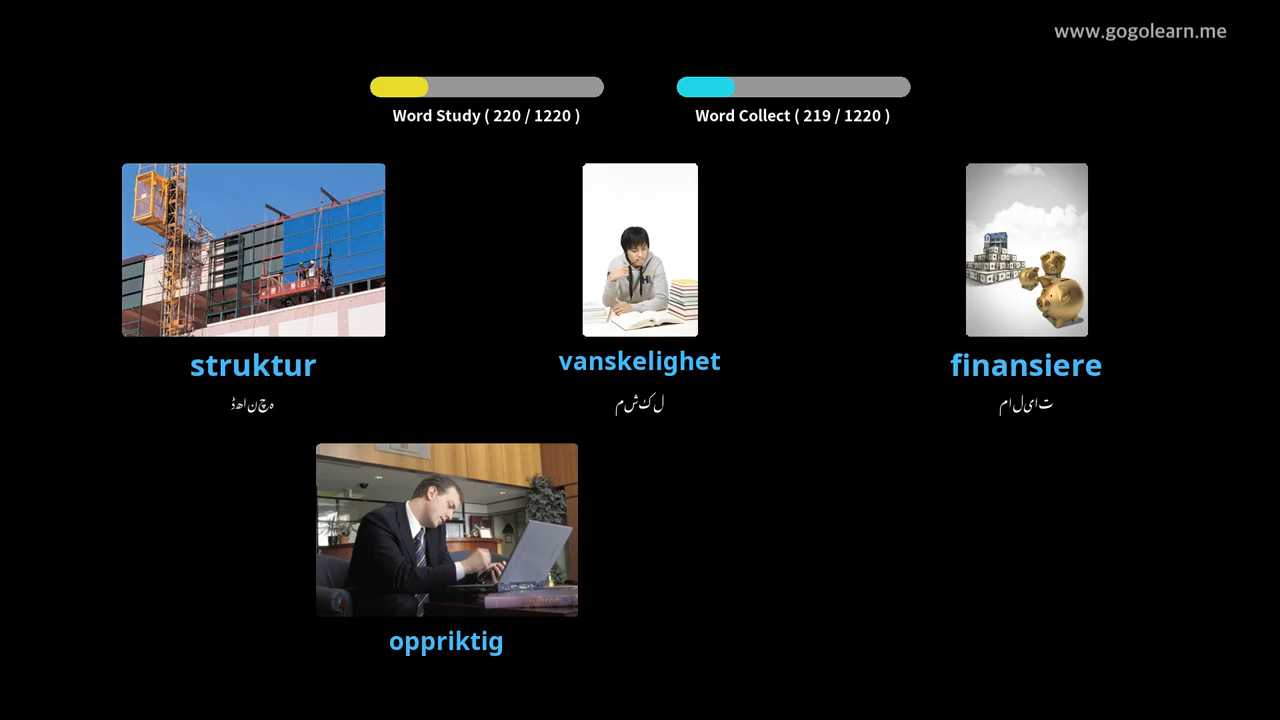 www.gogolearn.me
Word Study ( 220 / 1220 )
Word Collect ( 219 / 1220 )
struktur
ڈھانچہ
vanskelighet
مشکل
finansiere
مالیات
oppriktig